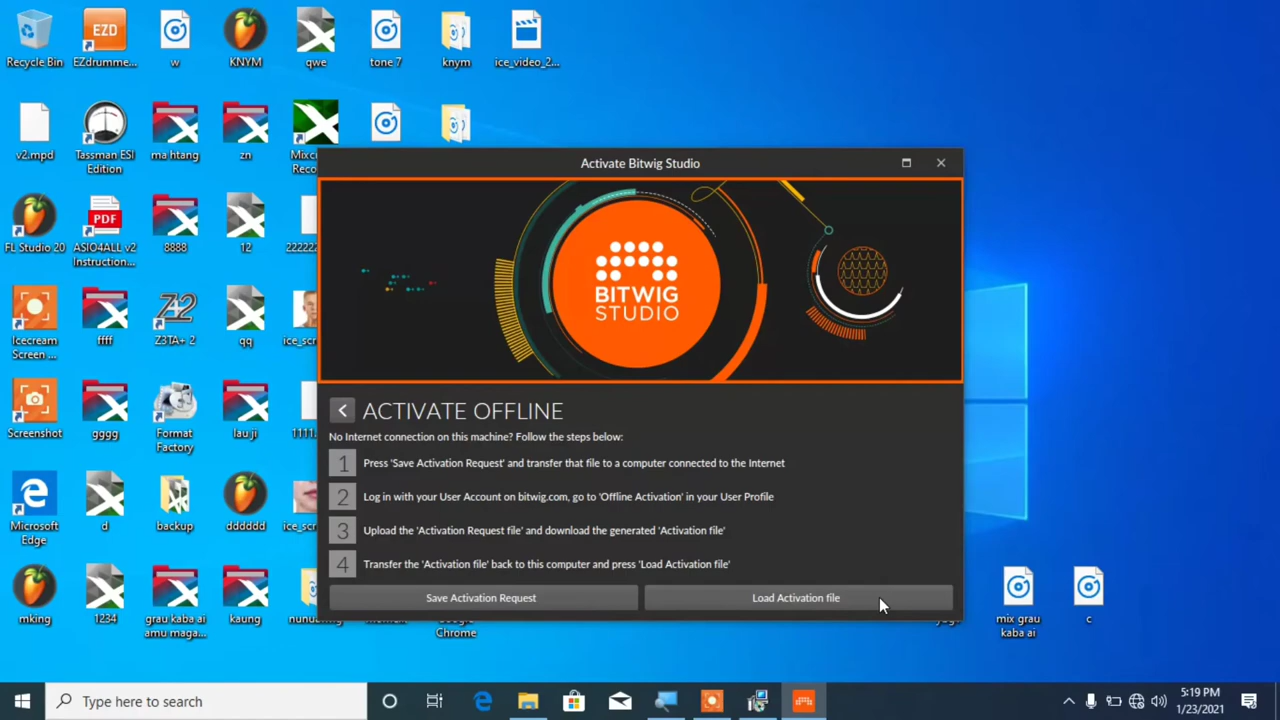 Recycle Bin
EZD
EZdrumme...
w
KNYM
qwe
tone 7
knym
ice_video_2...
v2.mpd
Tassman ESI
Edition
ma htang
zn
Mixcr
Reco
PDF
FL Studio 20
ASIO4ALL v2
Instruction...
8888
12
Icecream
Screen ...
ffff
Z3TA+ 2
qq
ice_scr
Screenshot
gggg
Format
Factory
lau ji
1111.
Microsoft
Edge
d
backup
dddddd
ice_scr
mking
1234
grau kaba ai
amu maga...
kaung
Google
Chrome
mix grau
kaba ai
c
Activate Bitwig Studio
BITWIG
STUDIO
ACTIVATE OFFLINE
No Internet connection on this machine? Follow the steps below:
1 Press 'Save Activation Request' and transfer that file to a computer connected to the Internet
2 Log in with your User Account on bitwig.com, go to 'Offline Activation' in your User Profile
3 Upload the 'Activation Request file' and download the generated 'Activation file'
4 Transfer the 'Activation file' back to this computer and press 'Load Activation file'
Save Activation Request
Load Activation file
Type here to search
5:19 PM
1/23/2021